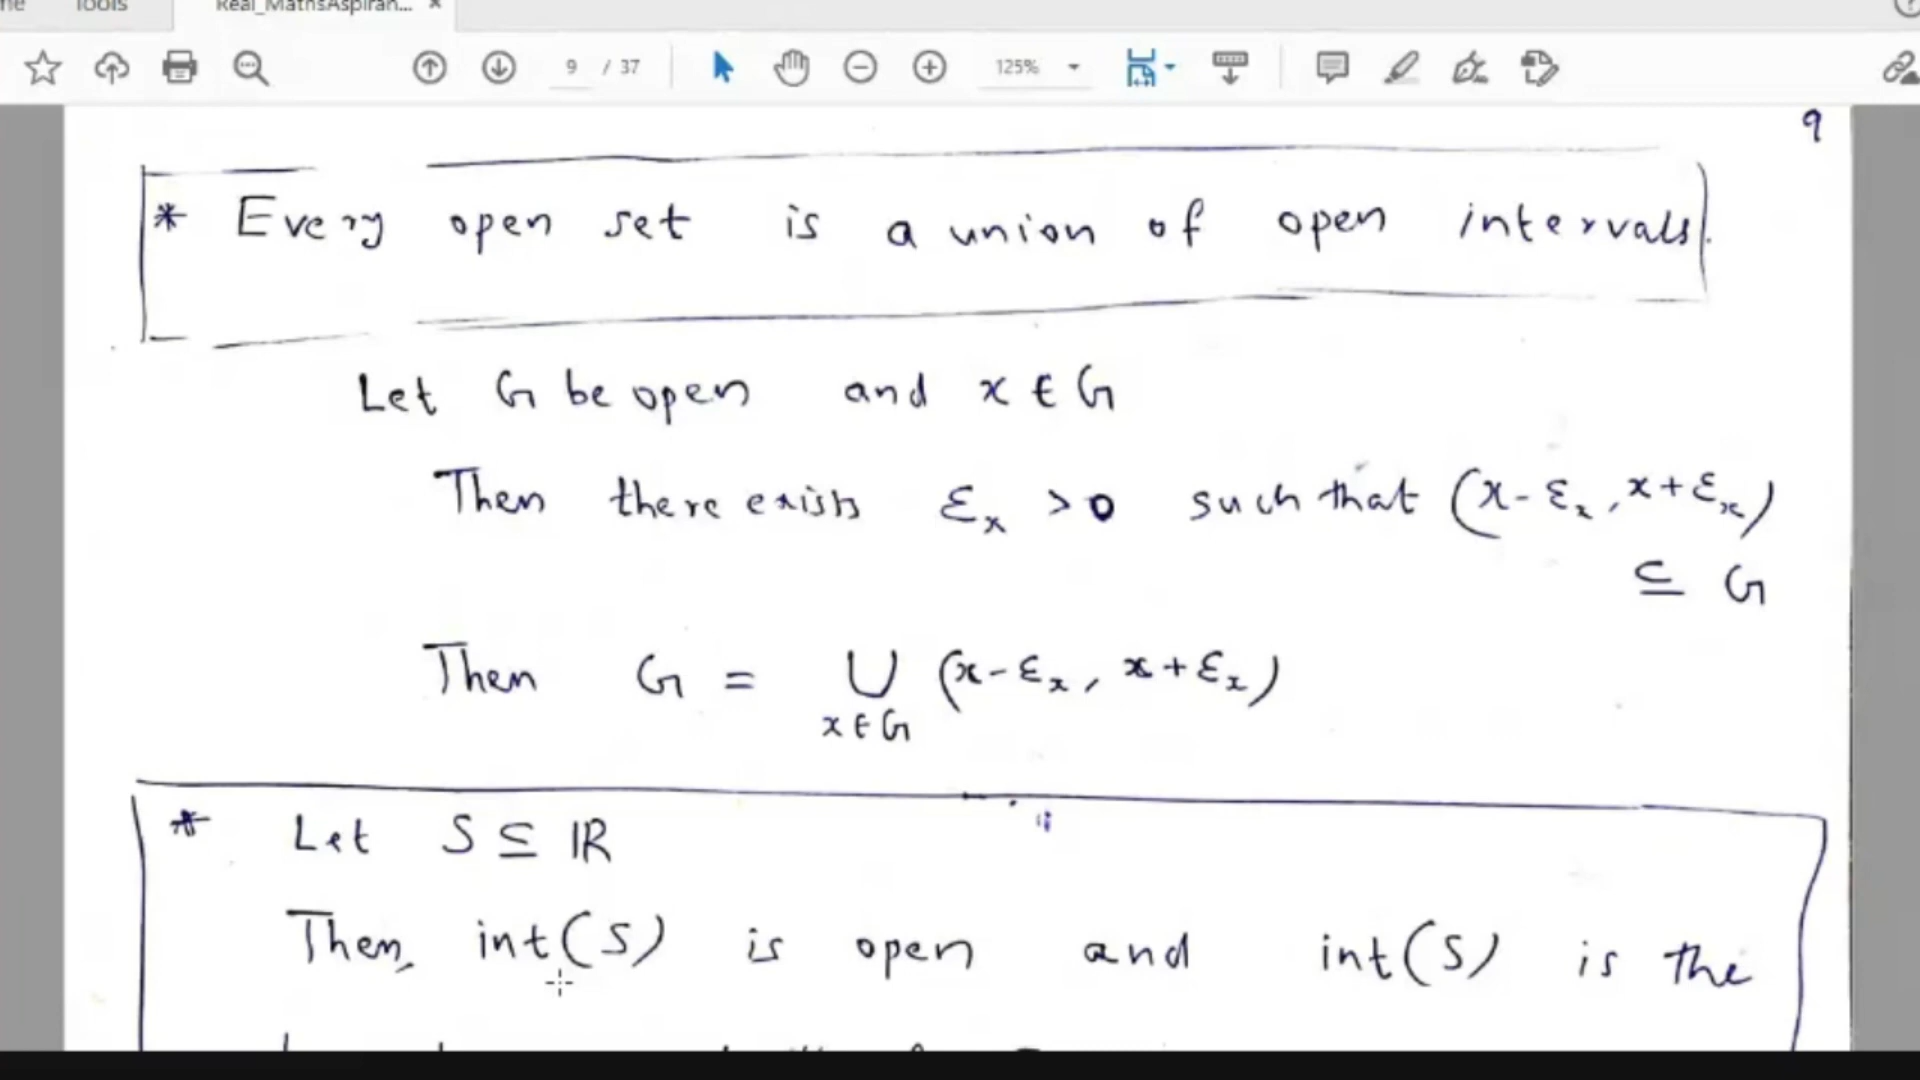 Tools
Real_MathsAspiran... ×
9 / 37
125%
9
* Every open set is a union of open intervals.
Let G be open and x ∈ G
Then there exists εₓ > 0 such that (x - εₓ, x + εₓ)
⊆ G
Then G = ∪ (x - εₓ, x + εₓ)
x ∈ G
* Let S ⊆ ℝ
Then, int(S) is open and int(S) is the